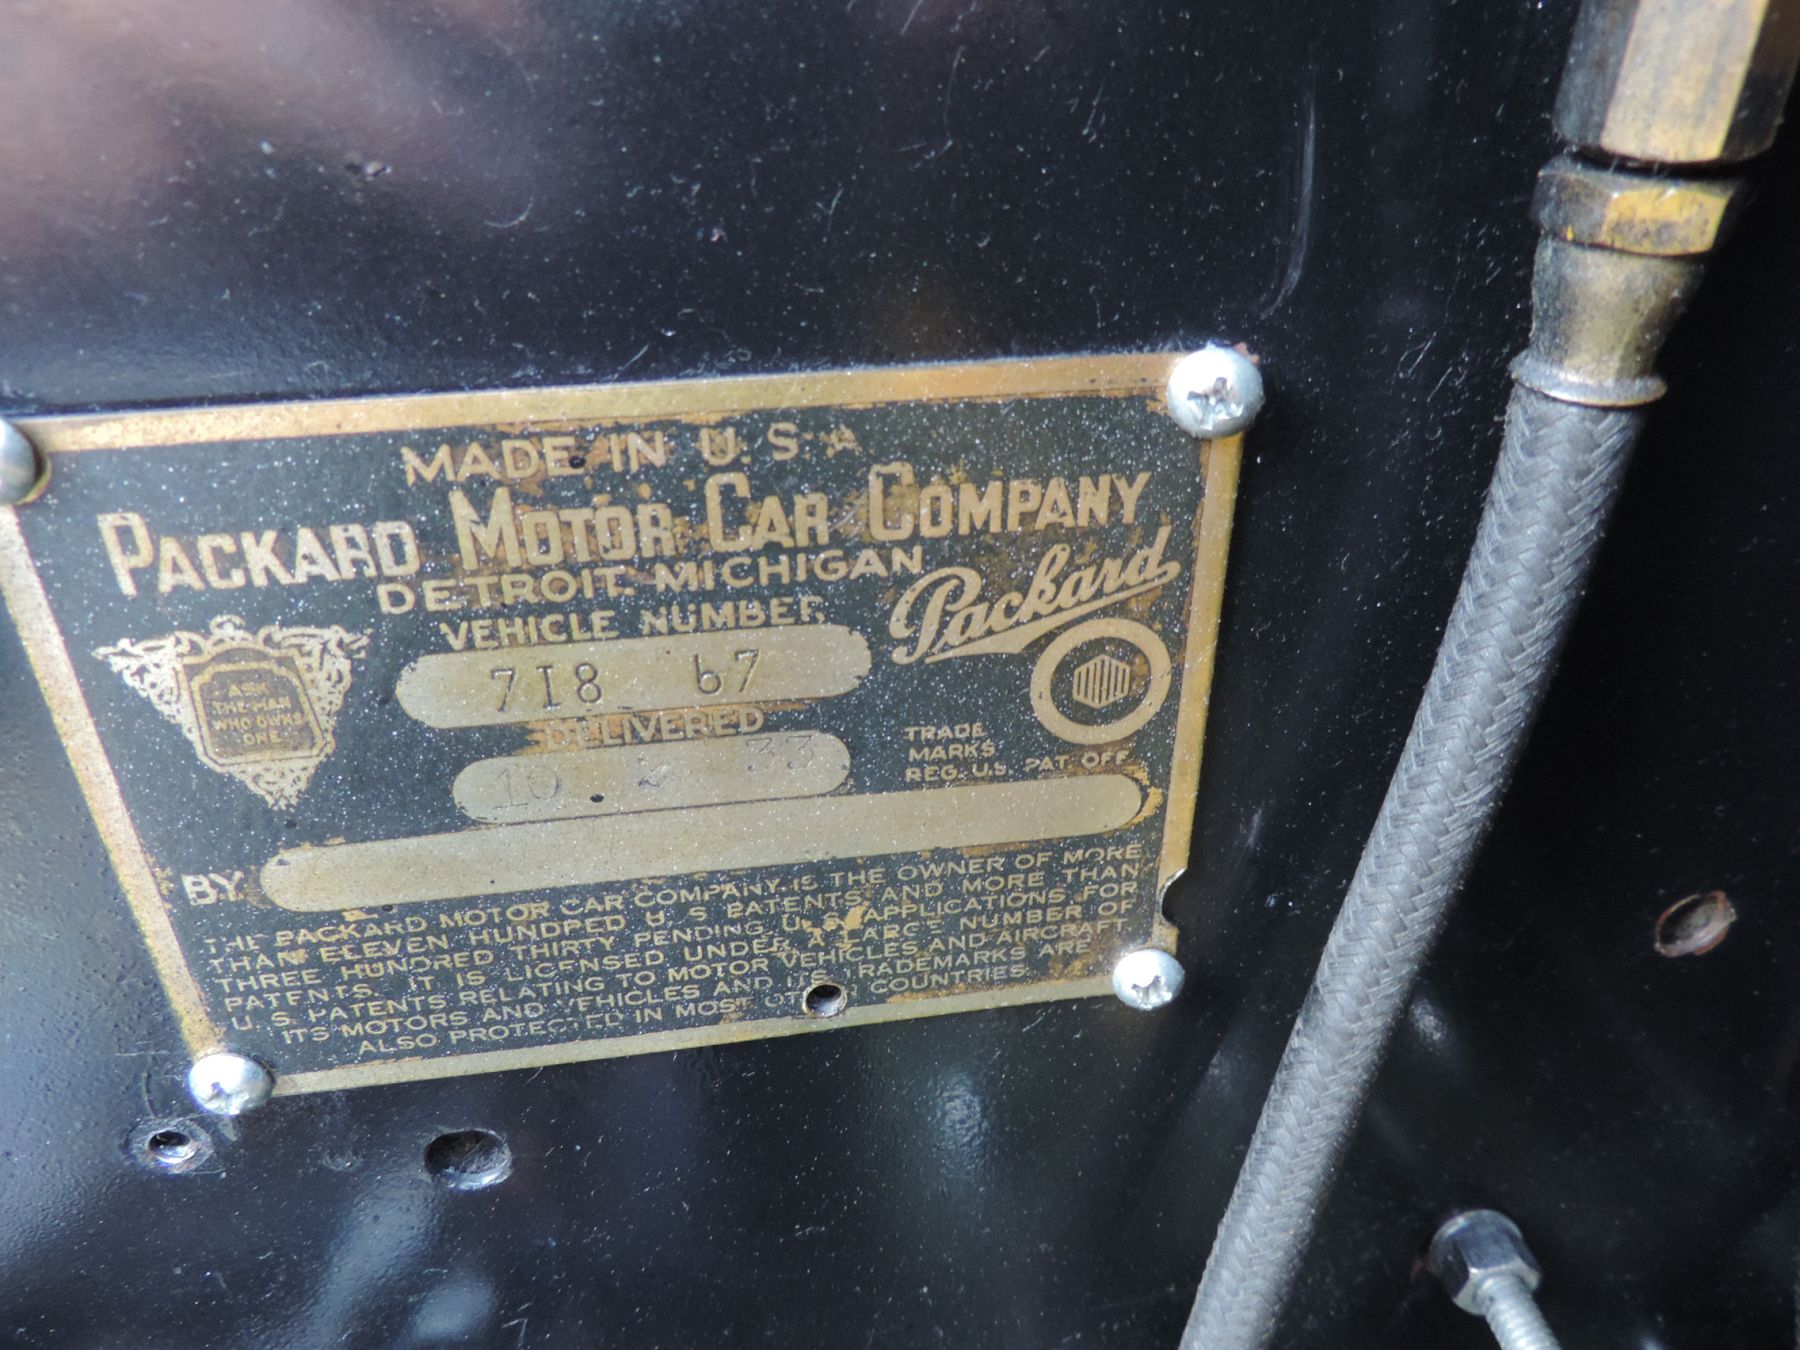 MADE IN U. S. A
PACKARD MOTOR CAR COMPANY
DETROIT. MICHIGAN
VEHICLE NUMBER
718 67
Packard
ASK
THE MAN
WHO OWNS
ONE
DELIVERED
10 2 33
TRADE
MARKS
REG. U.S. PAT OFF
BY
THE PACKARD MOTOR CAR COMPANY IS THE OWNER OF MORE
THAN ELEVEN HUNDRED U S PATENTS AND MORE THAN
THREE HUNDRED THIRTY PENDING U. S. APPLICATIONS FOR
PATENTS. IT IS LICENSED UNDER A LARGE NUMBER OF
U. S. PATENTS RELATING TO MOTOR VEHICLES AND AIRCRAFT
ITS MOTORS AND VEHICLES AND ITS TRADEMARKS ARE
ALSO PROTECTED IN MOST OTHER COUNTRIES